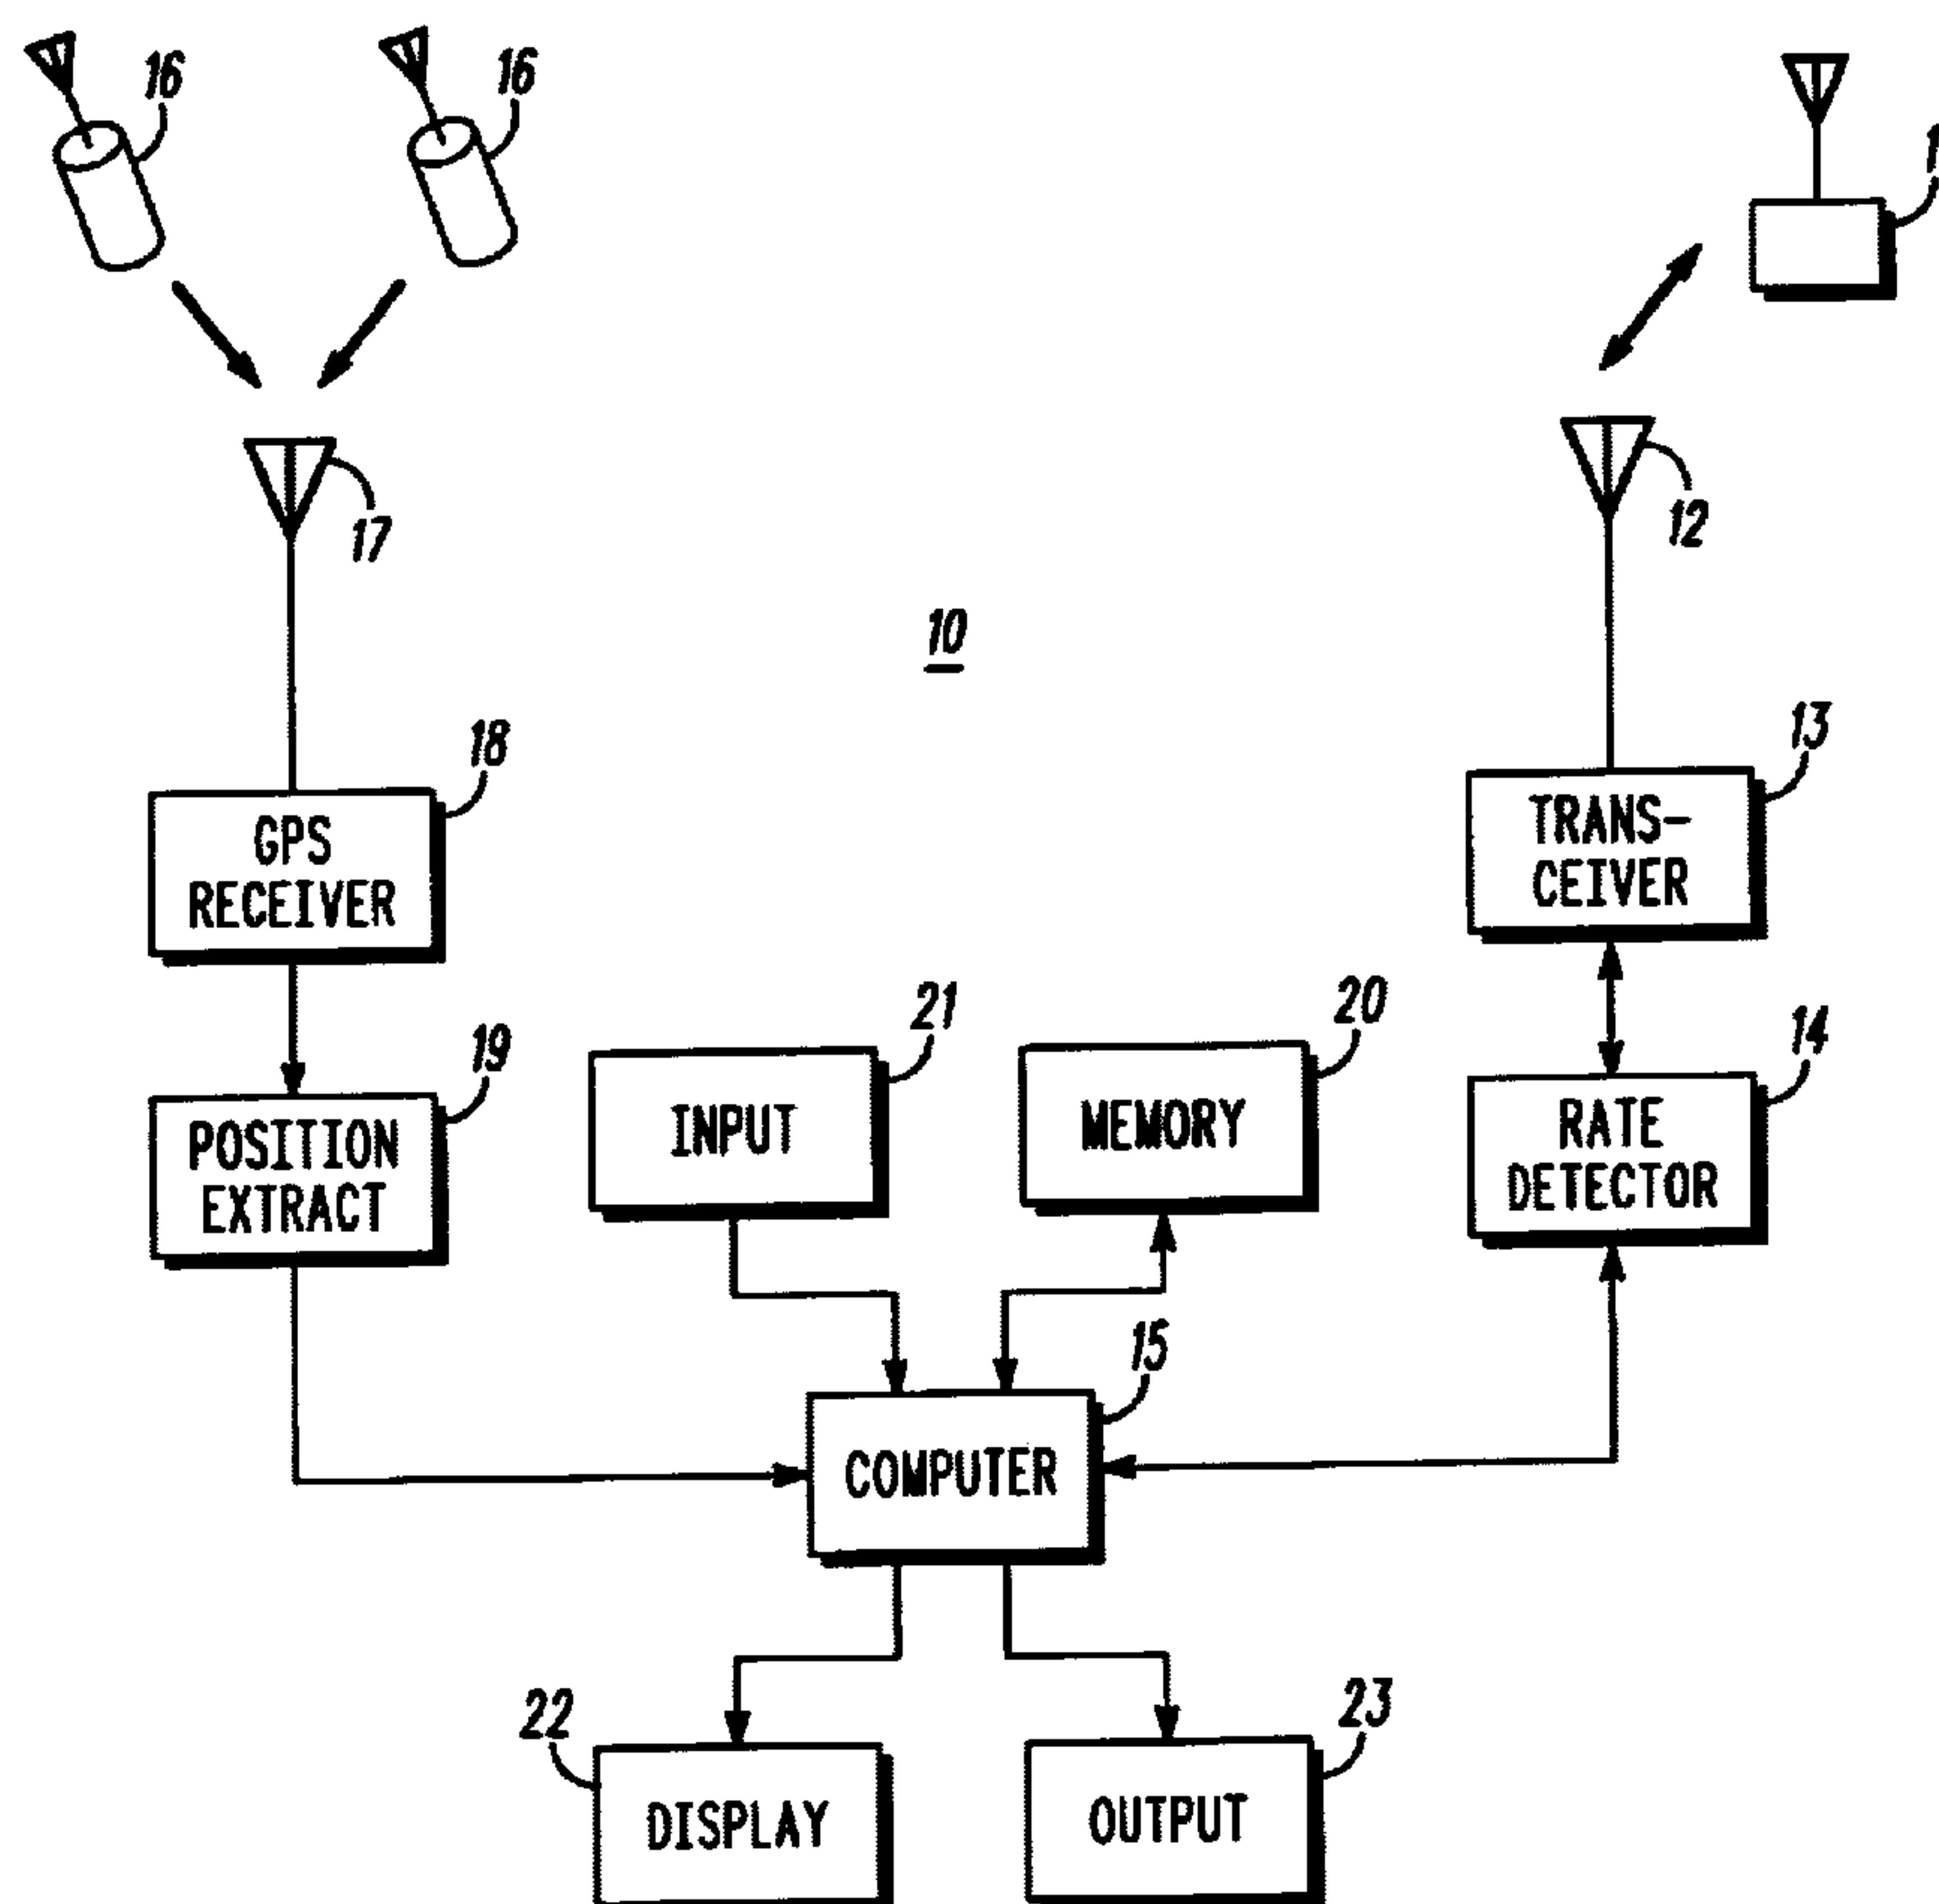 16
16
17
12
10
18
13
GPS
RECEIVER
TRANS-
CEIVER
21
20
19
14
POSITION
EXTRACT
INPUT
MEMORY
RATE
DETECTOR
15
COMPUTER
22
23
DISPLAY
OUTPUT